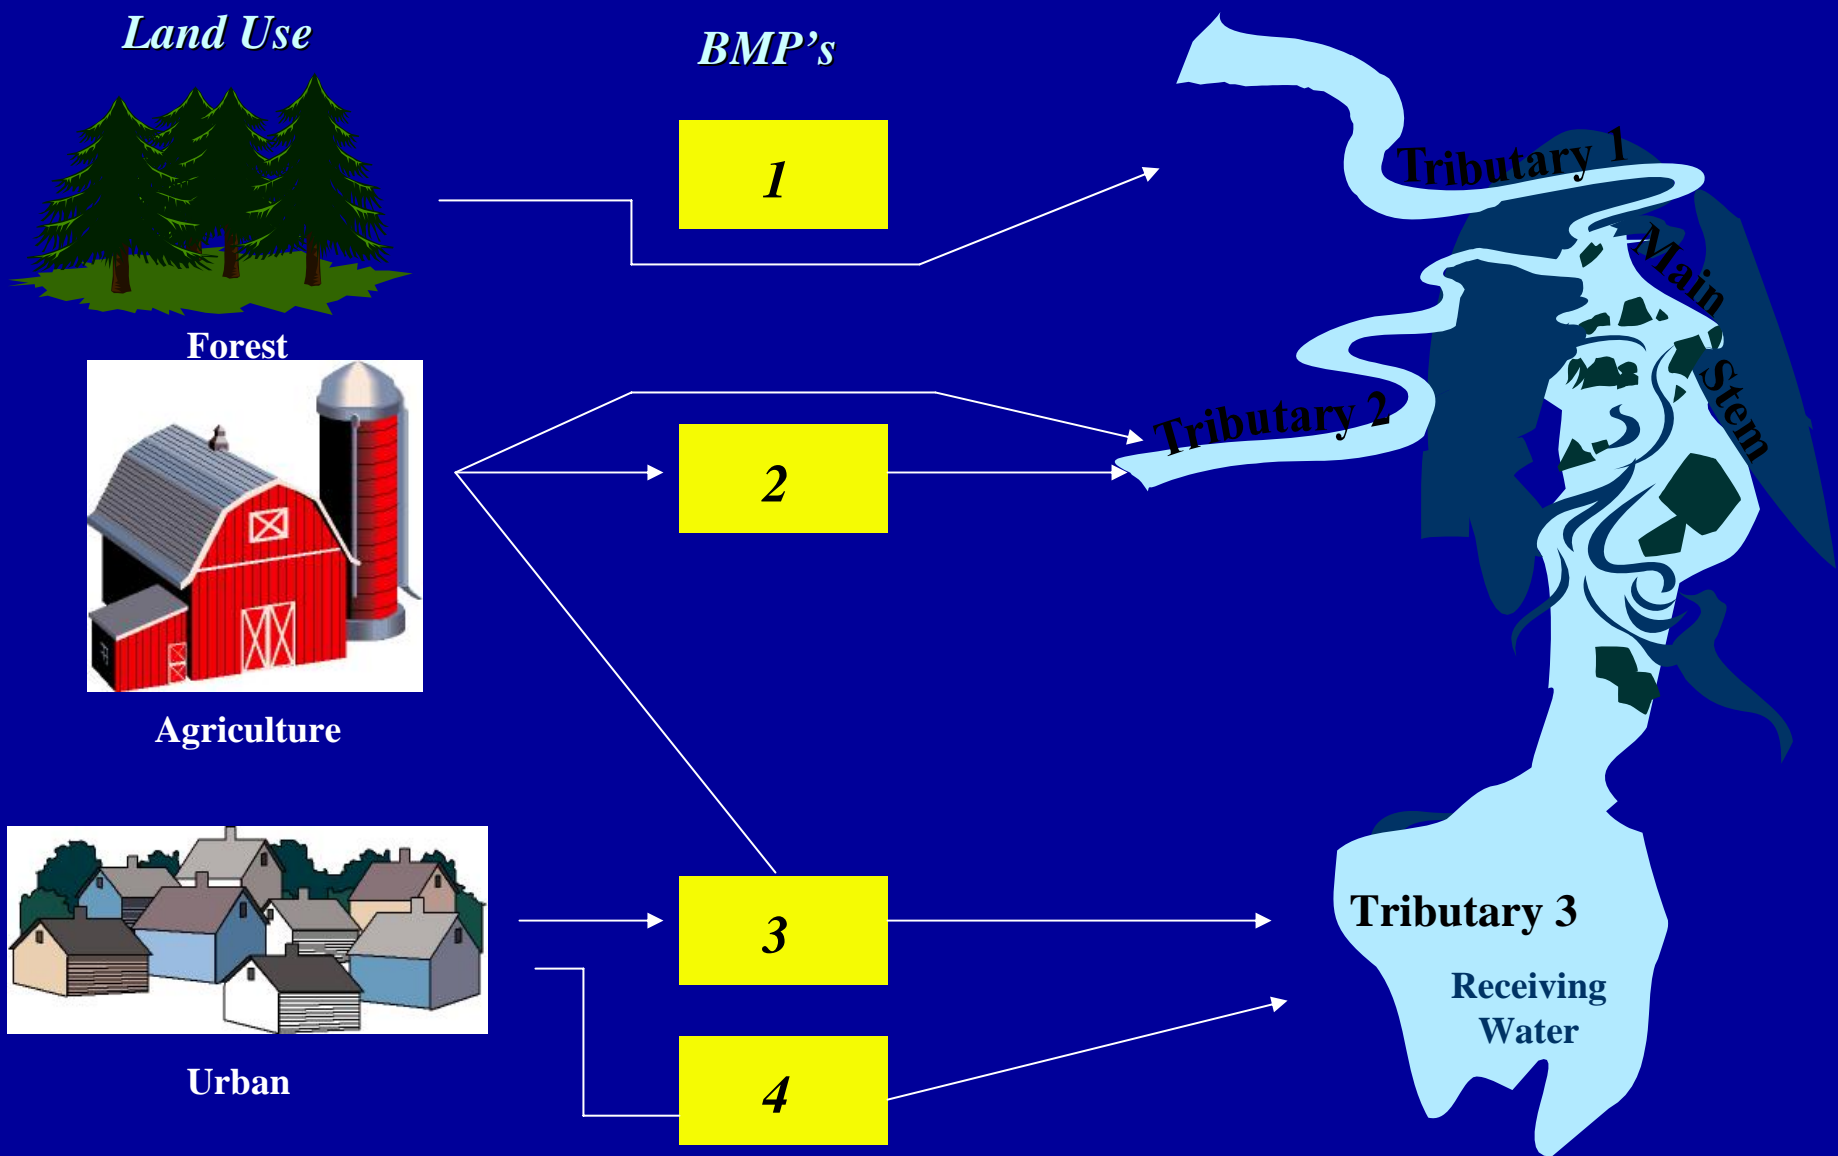 Land Use
BMP's
1
Tributary 1
Main Stem
Forest
Tributary 2
2
Agriculture
3
Tributary 3
Receiving
Water
4
Urban